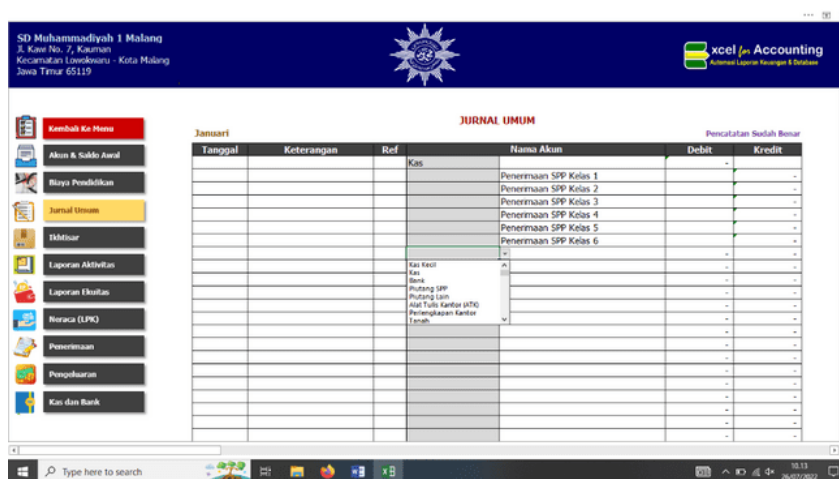 SD Muhammadiyah 1 Malang
Jl. Kawi No. 7, Kauman
Kecamatan Lowokwaru - Kota Malang
Jawa Timur 65119
xcel for Accounting
Automasi Laporan Keuangan & Database
JURNAL UMUM
Januari
Pencatatan Sudah Benar
Kembali Ke Menu
Akun & Saldo Awal
Biaya Pendidikan
Jurnal Umum
Ikhtisar
Laporan Aktivitas
Laporan Ekuitas
Neraca (LPK)
Penerimaan
Pengeluaran
Kas dan Bank
Tanggal Keterangan Ref Nama Akun Debit Kredit
Kas -
Penerimaan SPP Kelas 1 -
Penerimaan SPP Kelas 2 -
Penerimaan SPP Kelas 3 -
Penerimaan SPP Kelas 4 -
Penerimaan SPP Kelas 5 -
Penerimaan SPP Kelas 6 -
Kas Kecil
Kas
Bank
Piutang SPP
Piutang Lain
Alat Tulis Kantor (ATK)
Perlengkapan Kantor
Tanah
Type here to search
10.13
26/07/2022